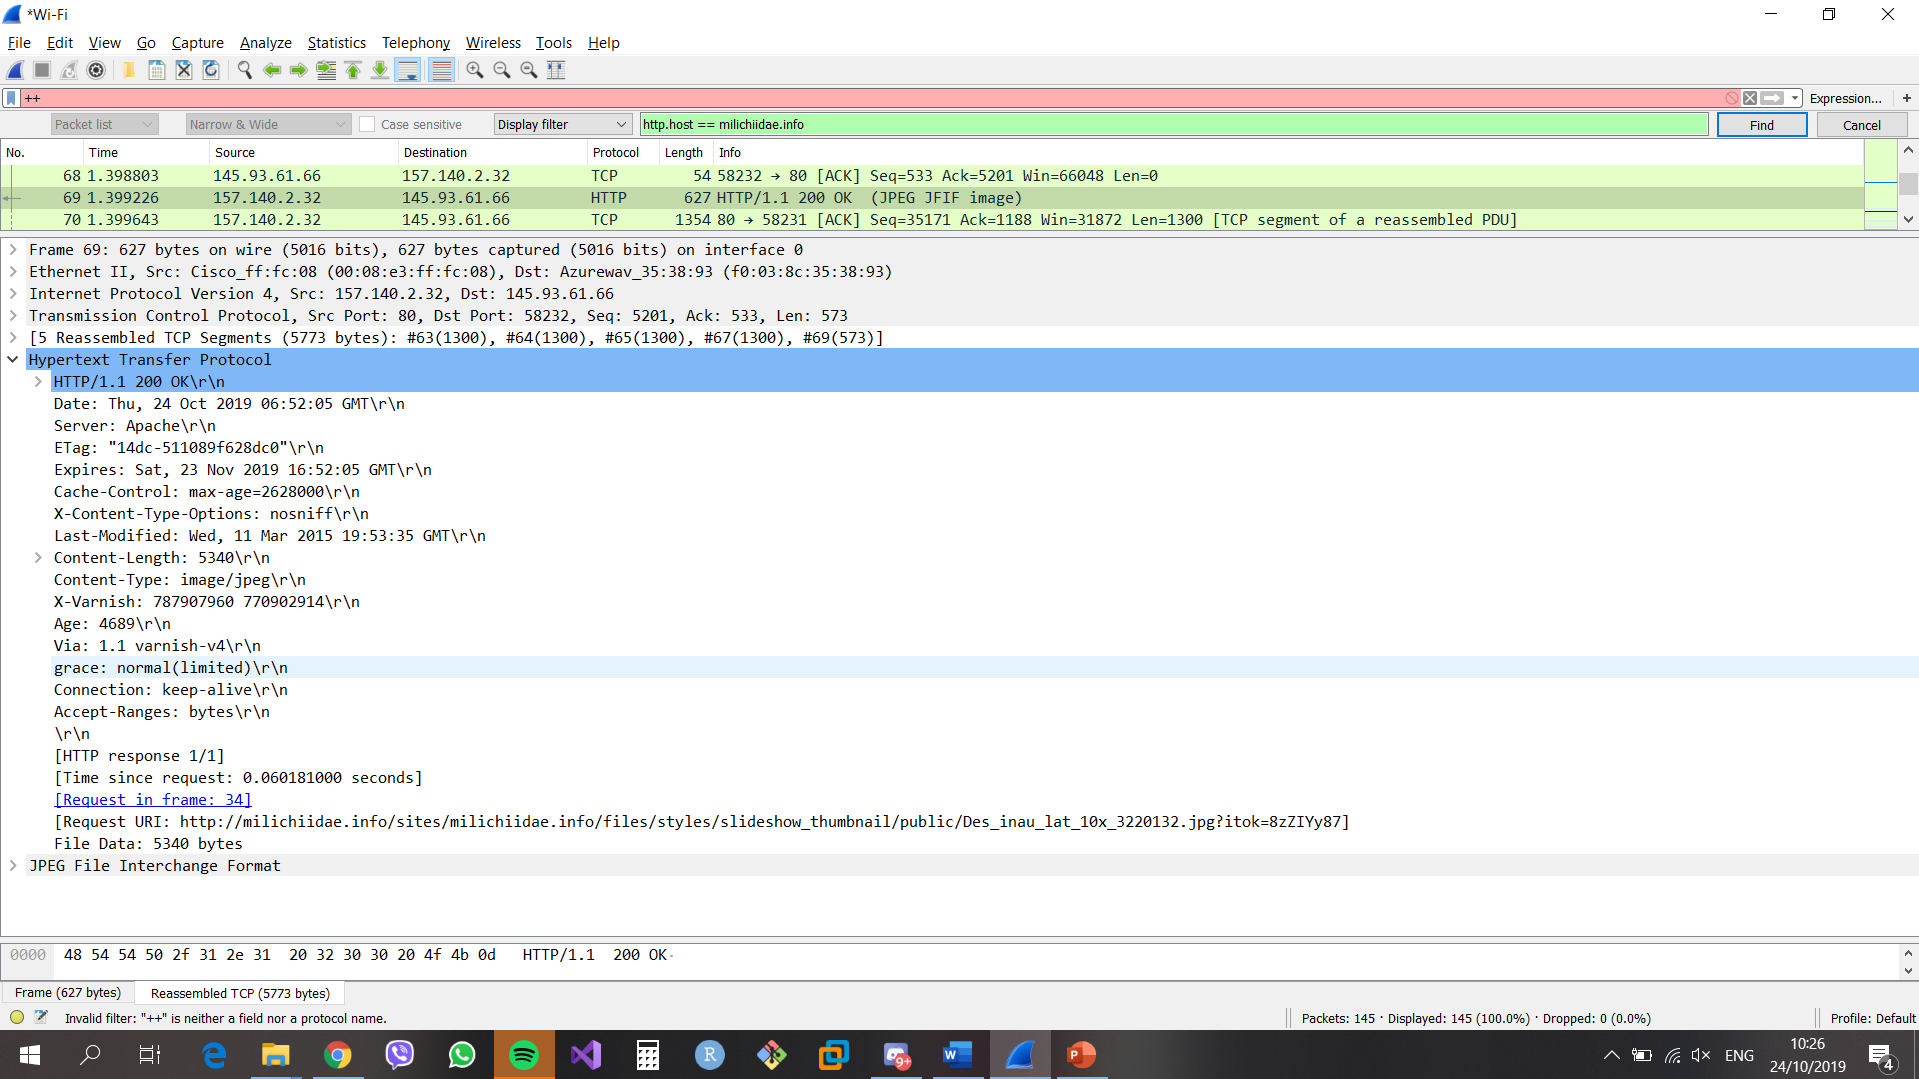 *Wi-Fi
File Edit View Go Capture Analyze Statistics Telephony Wireless Tools Help
++ Expression... +
Packet list Narrow & Wide Case sensitive Display filter http.host == milichiidae.info Find Cancel
No. Time Source Destination Protocol Length Info
68 1.398803 145.93.61.66 157.140.2.32 TCP 54 58232 → 80 [ACK] Seq=533 Ack=5201 Win=66048 Len=0
69 1.399226 157.140.2.32 145.93.61.66 HTTP 627 HTTP/1.1 200 OK (JPEG JFIF image)
70 1.399643 157.140.2.32 145.93.61.66 TCP 1354 80 → 58231 [ACK] Seq=35171 Ack=1188 Win=31872 Len=1300 [TCP segment of a reassembled PDU]
Frame 69: 627 bytes on wire (5016 bits), 627 bytes captured (5016 bits) on interface 0
Ethernet II, Src: Cisco_ff:fc:08 (00:08:e3:ff:fc:08), Dst: Azurewav_35:38:93 (f0:03:8c:35:38:93)
Internet Protocol Version 4, Src: 157.140.2.32, Dst: 145.93.61.66
Transmission Control Protocol, Src Port: 80, Dst Port: 58232, Seq: 5201, Ack: 533, Len: 573
[5 Reassembled TCP Segments (5773 bytes): #63(1300), #64(1300), #65(1300), #67(1300), #69(573)]
Hypertext Transfer Protocol
HTTP/1.1 200 OK\r\n
Date: Thu, 24 Oct 2019 06:52:05 GMT\r\n
Server: Apache\r\n
ETag: "14dc-511089f628dc0"\r\n
Expires: Sat, 23 Nov 2019 16:52:05 GMT\r\n
Cache-Control: max-age=2628000\r\n
X-Content-Type-Options: nosniff\r\n
Last-Modified: Wed, 11 Mar 2015 19:53:35 GMT\r\n
Content-Length: 5340\r\n
Content-Type: image/jpeg\r\n
X-Varnish: 787907960 770902914\r\n
Age: 4689\r\n
Via: 1.1 varnish-v4\r\n
grace: normal(limited)\r\n
Connection: keep-alive\r\n
Accept-Ranges: bytes\r\n
\r\n
[HTTP response 1/1]
[Time since request: 0.060181000 seconds]
[Request in frame: 34]
[Request URI: http://milichiidae.info/sites/milichiidae.info/files/styles/slideshow_thumbnail/public/Des_inau_lat_10x_3220132.jpg?itok=8zZIYy87]
File Data: 5340 bytes
JPEG File Interchange Format
0000 48 54 54 50 2f 31 2e 31 20 32 30 30 20 4f 4b 0d HTTP/1.1 200 OK·
Frame (627 bytes) Reassembled TCP (5773 bytes)
Invalid filter: "++" is neither a field nor a protocol name. Packets: 145 · Displayed: 145 (100.0%) · Dropped: 0 (0.0%) Profile: Default
ENG 10:26
24/10/2019 4